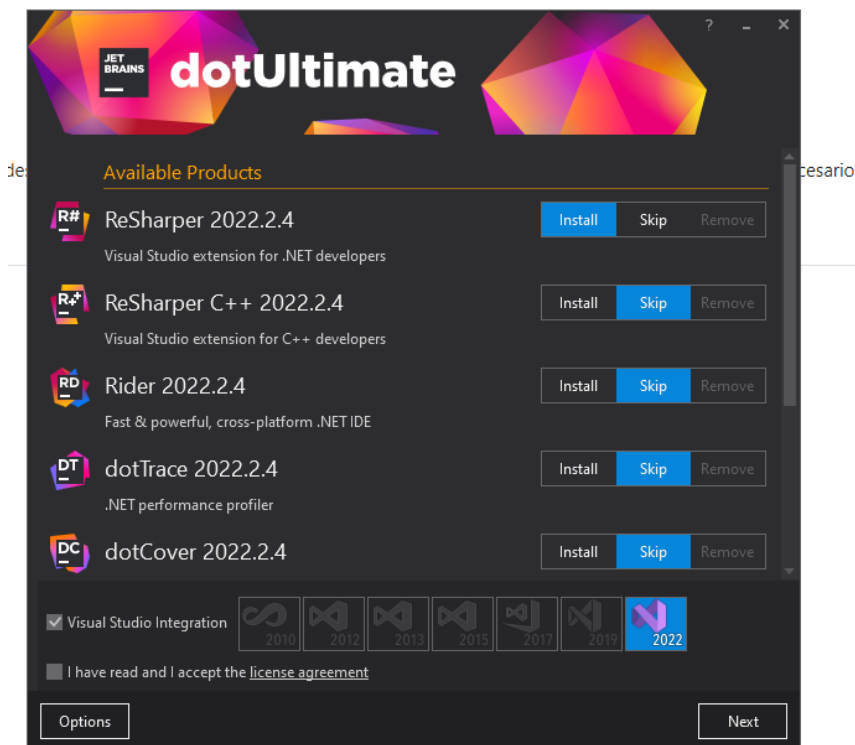 ? – ×
JET
BRAINS
dotUltimate
Available Products
R#
ReSharper 2022.2.4
Install Skip Remove
Visual Studio extension for .NET developers
R++
ReSharper C++ 2022.2.4
Install Skip Remove
Visual Studio extension for C++ developers
RD
Rider 2022.2.4
Install Skip Remove
Fast & powerful, cross-platform .NET IDE
DT
dotTrace 2022.2.4
Install Skip Remove
.NET performance profiler
DC
dotCover 2022.2.4
Install Skip Remove
Visual Studio Integration 2010 2012 2013 2015 2017 2019 2022
I have read and I accept the license agreement
Options Next